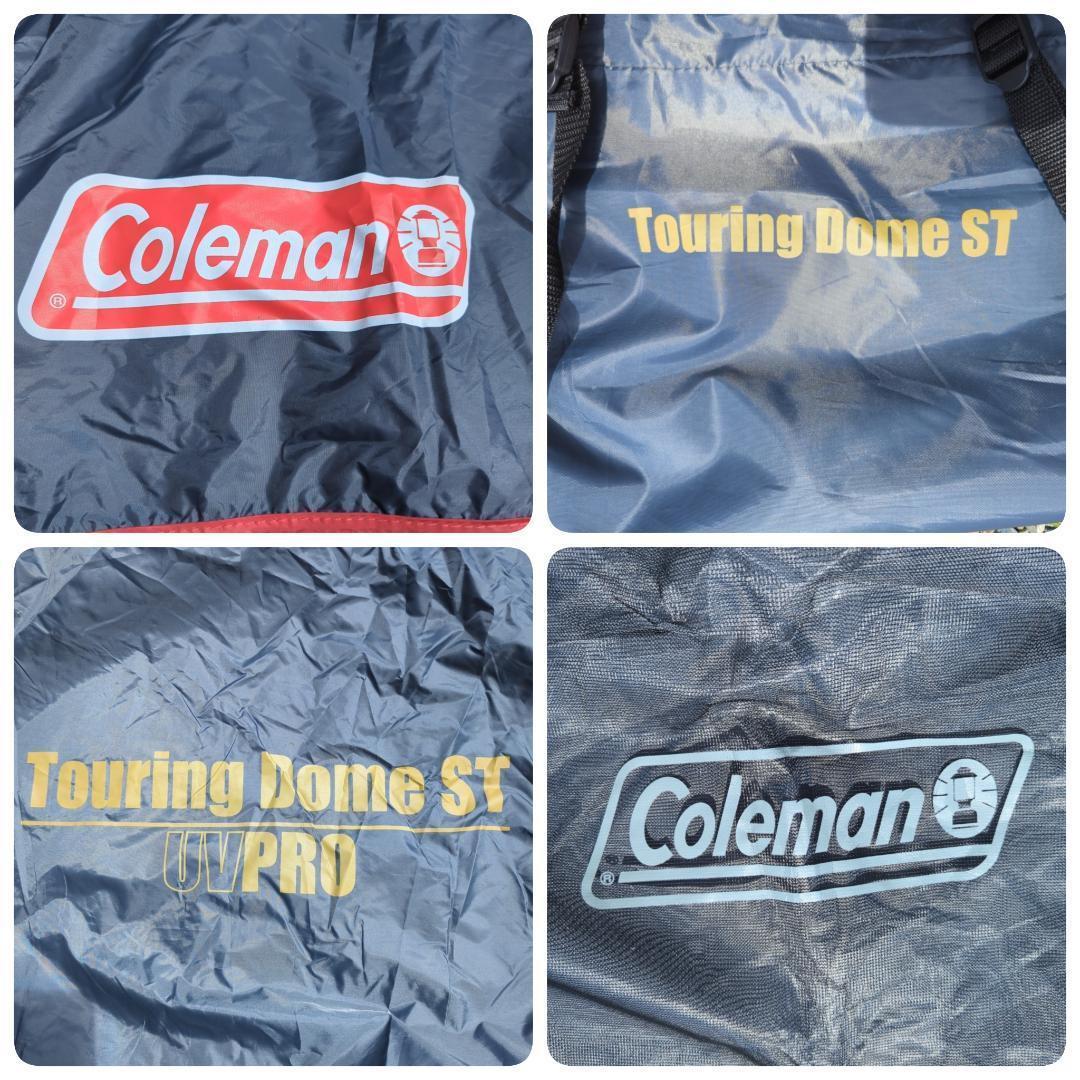 Coleman
®
Touring Dome ST
Touring Dome ST
UVPRO
Coleman
®